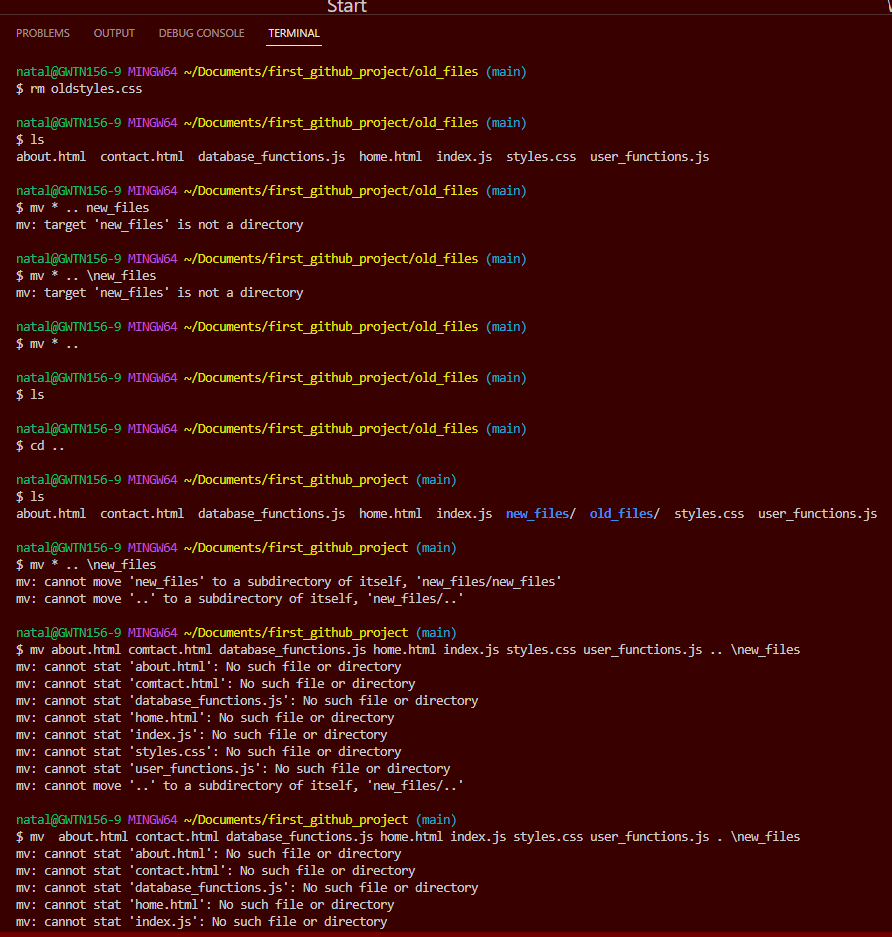 Start
PROBLEMS OUTPUT DEBUG CONSOLE TERMINAL
natal@GWTN156-9 MINGW64 ~/Documents/first_github_project/old_files (main)
$ rm oldstyles.css
natal@GWTN156-9 MINGW64 ~/Documents/first_github_project/old_files (main)
$ ls
about.html contact.html database_functions.js home.html index.js styles.css user_functions.js
natal@GWTN156-9 MINGW64 ~/Documents/first_github_project/old_files (main)
$ mv * .. new_files
mv: target 'new_files' is not a directory
natal@GWTN156-9 MINGW64 ~/Documents/first_github_project/old_files (main)
$ mv * .. \new_files
mv: target 'new_files' is not a directory
natal@GWTN156-9 MINGW64 ~/Documents/first_github_project/old_files (main)
$ mv * ..
natal@GWTN156-9 MINGW64 ~/Documents/first_github_project/old_files (main)
$ ls
natal@GWTN156-9 MINGW64 ~/Documents/first_github_project/old_files (main)
$ cd ..
natal@GWTN156-9 MINGW64 ~/Documents/first_github_project (main)
$ ls
about.html contact.html database_functions.js home.html index.js new_files/ old_files/ styles.css user_functions.js
natal@GWTN156-9 MINGW64 ~/Documents/first_github_project (main)
$ mv * .. \new_files
mv: cannot move 'new_files' to a subdirectory of itself, 'new_files/new_files'
mv: cannot move '..' to a subdirectory of itself, 'new_files/..'
natal@GWTN156-9 MINGW64 ~/Documents/first_github_project (main)
$ mv about.html comtact.html database_functions.js home.html index.js styles.css user_functions.js .. \new_files
mv: cannot stat 'about.html': No such file or directory
mv: cannot stat 'comtact.html': No such file or directory
mv: cannot stat 'database_functions.js': No such file or directory
mv: cannot stat 'home.html': No such file or directory
mv: cannot stat 'index.js': No such file or directory
mv: cannot stat 'styles.css': No such file or directory
mv: cannot stat 'user_functions.js': No such file or directory
mv: cannot move '..' to a subdirectory of itself, 'new_files/..'
natal@GWTN156-9 MINGW64 ~/Documents/first_github_project (main)
$ mv  about.html contact.html database_functions.js home.html index.js styles.css user_functions.js . \new_files
mv: cannot stat 'about.html': No such file or directory
mv: cannot stat 'contact.html': No such file or directory
mv: cannot stat 'database_functions.js': No such file or directory
mv: cannot stat 'home.html': No such file or directory
mv: cannot stat 'index.js': No such file or directory